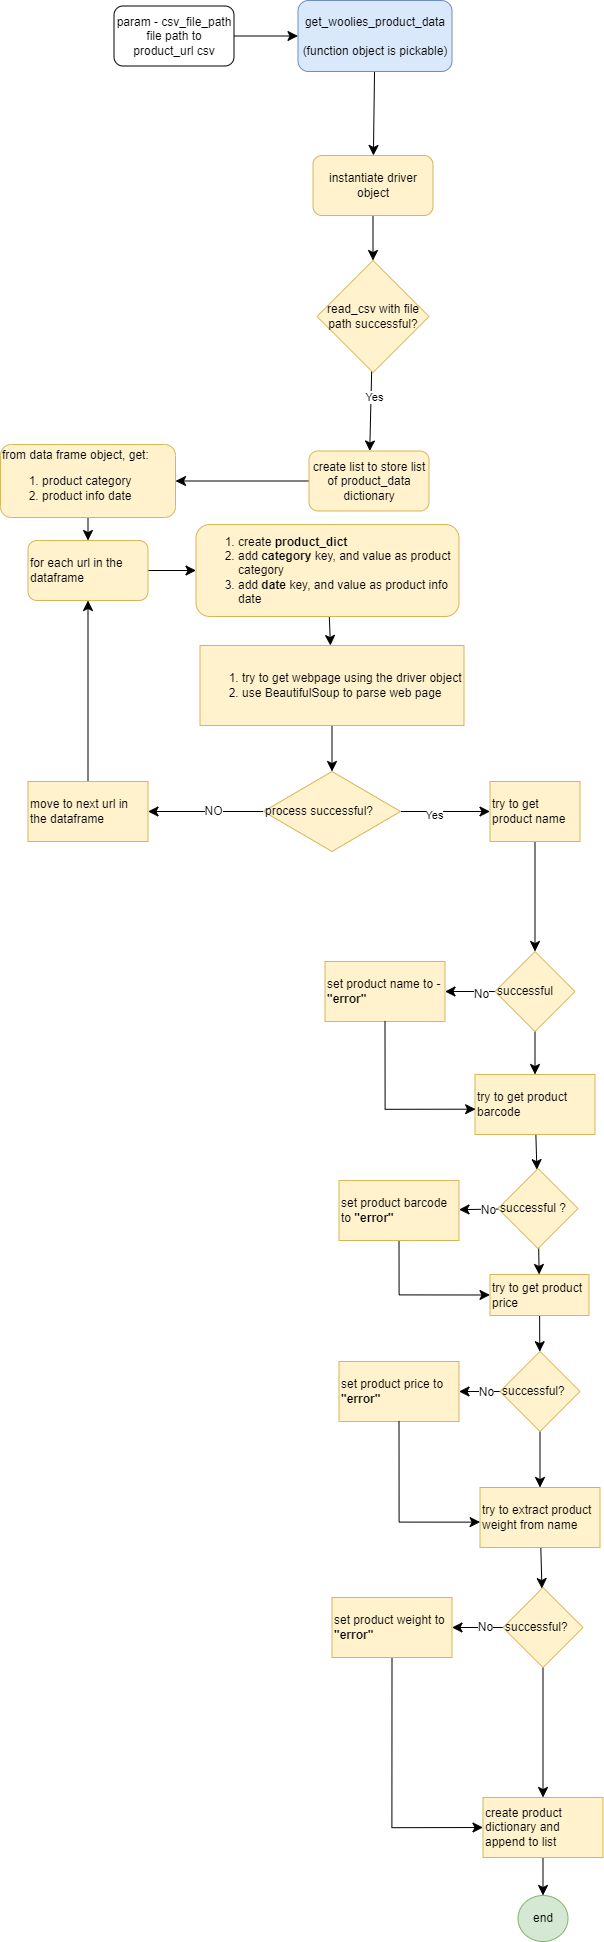 param - csv_file_path
file path to
product_url csv
get_woolies_product_data
(function object is pickable)
instantiate driver
object
read_csv with file
path successful?
Yes
create list to store list
of product_data
dictionary
from data frame object, get:
1. product category
2. product info date
for each url in the
dataframe
1. create product_dict
2. add category key, and value as product
category
3. add date key, and value as product info
date
1. try to get webpage using the driver object
2. use BeautifulSoup to parse web page
process successful?
NO
move to next url in
the dataframe
Yes
try to get
product name
successful
No
set product name to -
"error"
try to get product
barcode
successful ?
No
set product barcode
to "error"
try to get product
price
successful?
No
set product price to
"error"
try to extract product
weight from name
successful?
No
set product weight to
"error"
create product
dictionary and
append to list
end